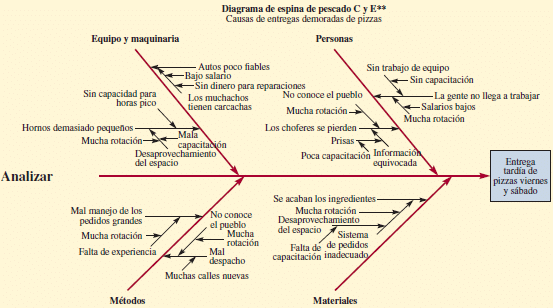 Diagrama de espina de pescado C y E**
Causas de entregas demoradas de pizzas
Equipo y maquinaria
Autos poco fiables
Bajo salario
Sin dinero para reparaciones
Los muchachos
tienen carcachas
Sin capacidad para
horas pico
Hornos demasiado pequeños
Mucha rotación
Mala
capacitación
Desaprovechamiento
del espacio
Personas
Sin trabajo de equipo
Sin capacitación
No conoce el pueblo
La gente no llega a trabajar
Salarios bajos
Mucha rotación
Mucha rotación
Los choferes se pierden
Prisas
Poca capacitación
Información
equivocada
Analizar
Entrega
tardía de
pizzas viernes
y sábado
Mal manejo de los
pedidos grandes
Mucha rotación
Falta de experiencia
No conoce
el pueblo
Mucha
rotación
Mal
despacho
Muchas calles nuevas
Métodos
Se acaban los ingredientes
Mucha rotación
Desaprovechamiento
del espacio
Falta de
capacitación
Sistema
de pedidos
inadecuado
Materiales